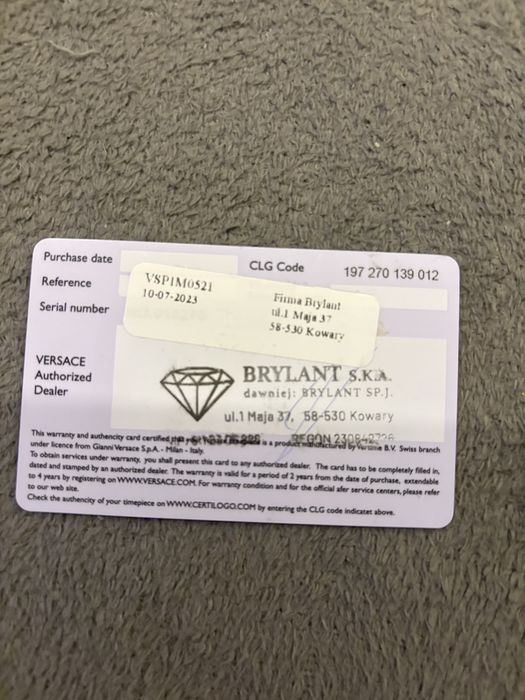 Purchase date
CLG Code 197 270 139 012
Reference
VSP1M0521
10-07-2023
Firma Brylant
ul.1 Maja 37
58-530 Kowary
Serial number
VERSACE
Authorized
Dealer
BRYLANT S.K.A.
dawniej: BRYLANT SP.J.
ul.1 Maja 37, 58-530 Kowary
REGON
This warranty and authencity card certified that your is a product manufactured by Vertime B.V. Swiss branch
under licence from Gianni Versace S.p.A. - Milan - Italy.
To obtain services under warranty, you shall present this card to any authorized dealer. The card has to be completely filled in,
dated and stamped by an authorized dealer. The warranty is valid for a period of 2 years from the date of purchase, extendable
to 4 years by registering on WWW.VERSACE.COM. For warranty condition and for the official after service centers, please refer
to our web site.
Check the authencity of your timepiece on WWW.CERTILOGO.COM by entering the CLG code indicatet above.